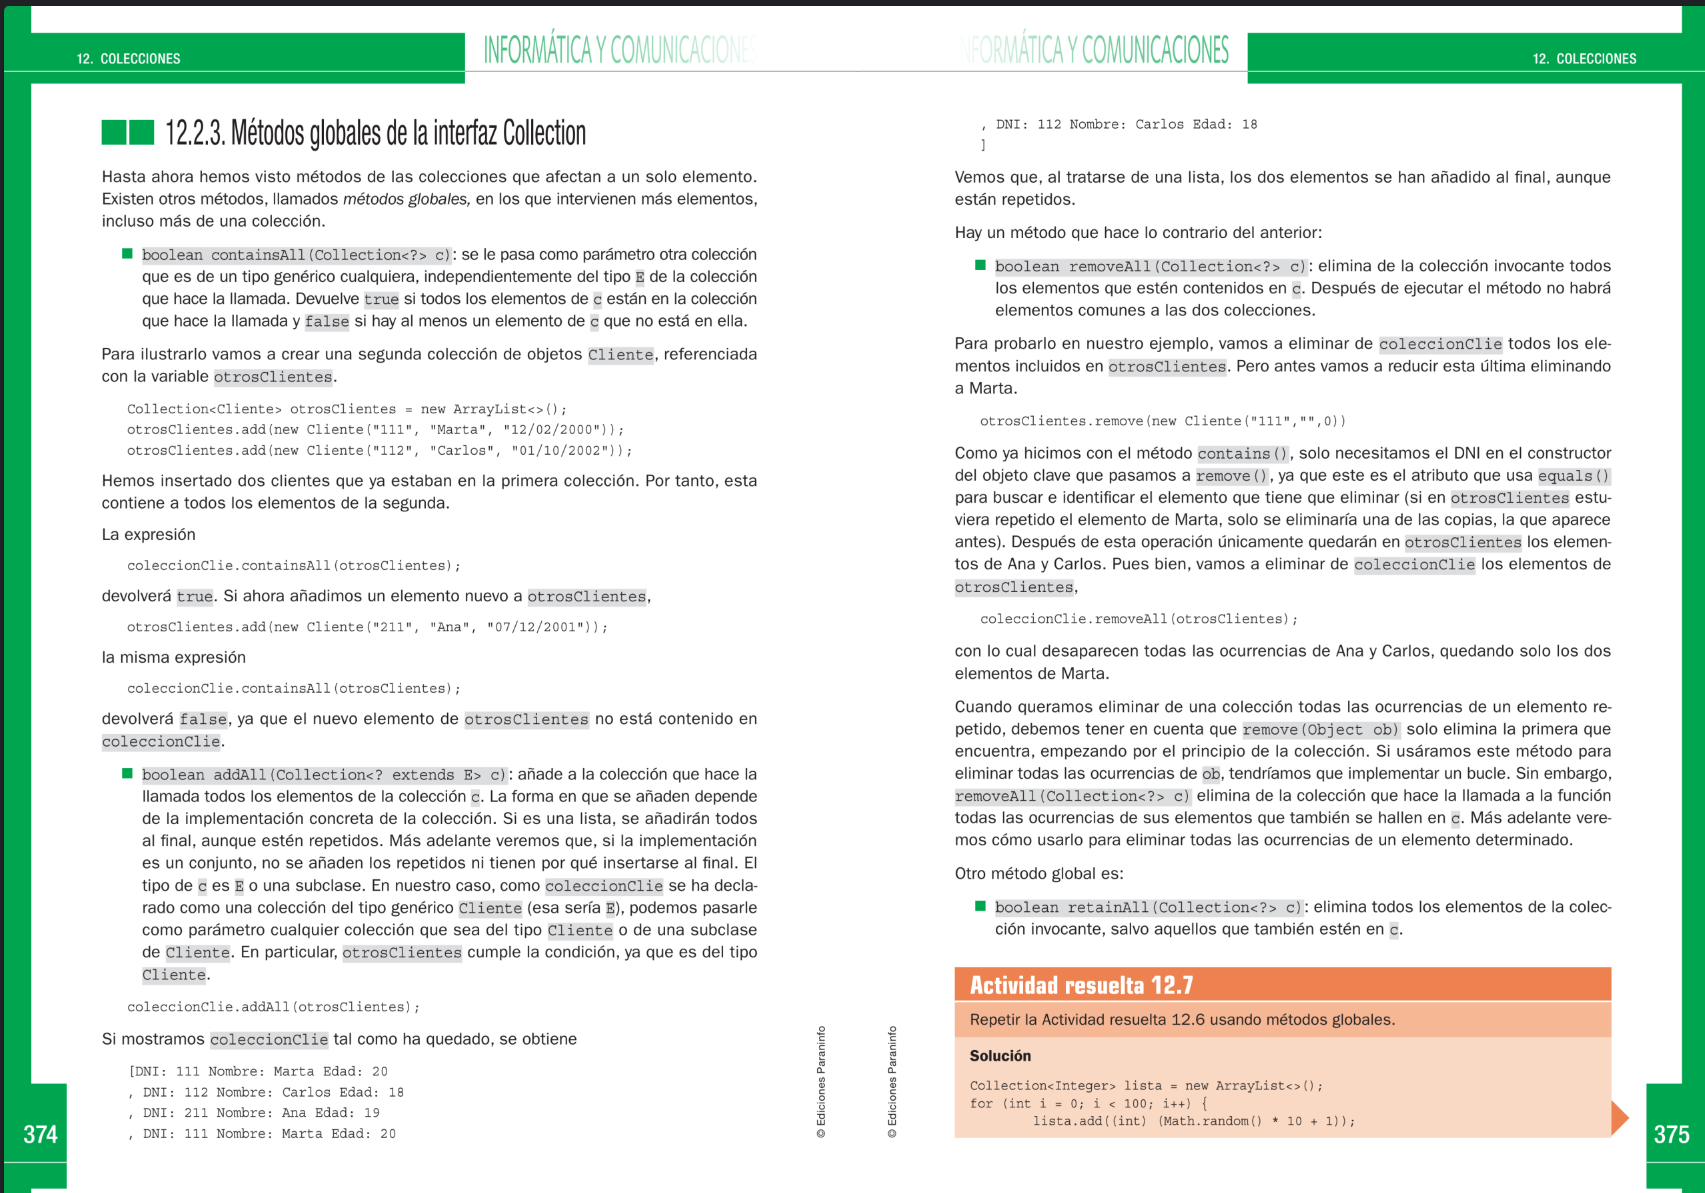 12. COLECCIONES
INFORMÁTICA Y COMUNICACIONES
12.2.3. Métodos globales de la interfaz Collection
Hasta ahora hemos visto métodos de las colecciones que afectan a un solo elemento.
Existen otros métodos, llamados métodos globales, en los que intervienen más elementos,
incluso más de una colección.
boolean containsAll(Collection<?> c): se le pasa como parámetro otra colección
que es de un tipo genérico cualquiera, independientemente del tipo E de la colección
que hace la llamada. Devuelve true si todos los elementos de c están en la colección
que hace la llamada y false si hay al menos un elemento de c que no está en ella.
Para ilustrarlo vamos a crear una segunda colección de objetos Cliente, referenciada
con la variable otrosClientes.
Collection<Cliente> otrosClientes = new ArrayList<>();
otrosClientes.add(new Cliente("111", "Marta", "12/02/2000"));
otrosClientes.add(new Cliente("112", "Carlos", "01/10/2002"));
Hemos insertado dos clientes que ya estaban en la primera colección. Por tanto, esta
contiene a todos los elementos de la segunda.
La expresión
coleccionClie.containsAll(otrosClientes);
devolverá true. Si ahora añadimos un elemento nuevo a otrosClientes,
otrosClientes.add(new Cliente("211", "Ana", "07/12/2001"));
la misma expresión
coleccionClie.containsAll(otrosClientes);
devolverá false, ya que el nuevo elemento de otrosClientes no está contenido en
coleccionClie.
boolean addAll(Collection<? extends E> c): añade a la colección que hace la
llamada todos los elementos de la colección c. La forma en que se añaden depende
de la implementación concreta de la colección. Si es una lista, se añadirán todos
al final, aunque estén repetidos. Más adelante veremos que, si la implementación
es un conjunto, no se añaden los repetidos ni tienen por qué insertarse al final. El
tipo de c es E o una subclase. En nuestro caso, como coleccionClie se ha decla-
rado como una colección del tipo genérico Cliente (esa sería E), podemos pasarle
como parámetro cualquier colección que sea del tipo Cliente o de una subclase
de Cliente. En particular, otrosClientes cumple la condición, ya que es del tipo
Cliente.
coleccionClie.addAll(otrosClientes);
Si mostramos coleccionClie tal como ha quedado, se obtiene
[DNI: 111 Nombre: Marta Edad: 20
, DNI: 112 Nombre: Carlos Edad: 18
, DNI: 211 Nombre: Ana Edad: 19
, DNI: 111 Nombre: Marta Edad: 20
© Ediciones Paraninfo
374
INFORMÁTICA Y COMUNICACIONES
12. COLECCIONES
, DNI: 112 Nombre: Carlos Edad: 18
]
Vemos que, al tratarse de una lista, los dos elementos se han añadido al final, aunque
están repetidos.
Hay un método que hace lo contrario del anterior:
boolean removeAll(Collection<?> c): elimina de la colección invocante todos
los elementos que estén contenidos en c. Después de ejecutar el método no habrá
elementos comunes a las dos colecciones.
Para probarlo en nuestro ejemplo, vamos a eliminar de coleccionClie todos los ele-
mentos incluidos en otrosClientes. Pero antes vamos a reducir esta última eliminando
a Marta.
otrosClientes.remove(new Cliente("111","",0))
Como ya hicimos con el método contains(), solo necesitamos el DNI en el constructor
del objeto clave que pasamos a remove(), ya que este es el atributo que usa equals()
para buscar e identificar el elemento que tiene que eliminar (si en otrosClientes estu-
viera repetido el elemento de Marta, solo se eliminaría una de las copias, la que aparece
antes). Después de esta operación únicamente quedarán en otrosClientes los elemen-
tos de Ana y Carlos. Pues bien, vamos a eliminar de coleccionClie los elementos de
otrosClientes,
coleccionClie.removeAll(otrosClientes);
con lo cual desaparecen todas las ocurrencias de Ana y Carlos, quedando solo los dos
elementos de Marta.
Cuando queramos eliminar de una colección todas las ocurrencias de un elemento re-
petido, debemos tener en cuenta que remove(Object ob) solo elimina la primera que
encuentra, empezando por el principio de la colección. Si usáramos este método para
eliminar todas las ocurrencias de ob, tendríamos que implementar un bucle. Sin embargo,
removeAll(Collection<?> c) elimina de la colección que hace la llamada a la función
todas las ocurrencias de sus elementos que también se hallen en c. Más adelante vere-
mos cómo usarlo para eliminar todas las ocurrencias de un elemento determinado.
Otro método global es:
boolean retainAll(Collection<?> c): elimina todos los elementos de la colec-
ción invocante, salvo aquellos que también estén en c.
Actividad resuelta 12.7
Repetir la Actividad resuelta 12.6 usando métodos globales.
Solución
Collection<Integer> lista = new ArrayList<>();
for (int i = 0; i < 100; i++) {
lista.add((int) (Math.random() * 10 + 1));
© Ediciones Paraninfo
375